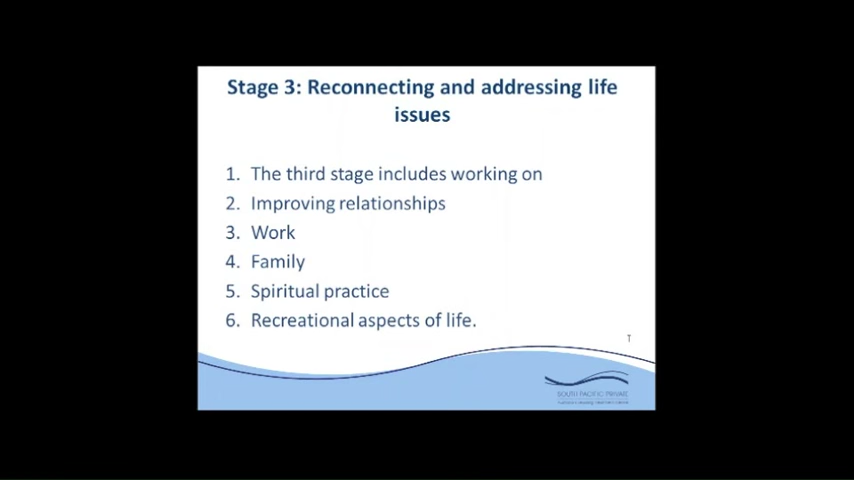 Stage 3: Reconnecting and addressing life
issues
1. The third stage includes working on
2. Improving relationships
3. Work
4. Family
5. Spiritual practice
6. Recreational aspects of life.
T
SOUTH PACIFIC PRIVATE